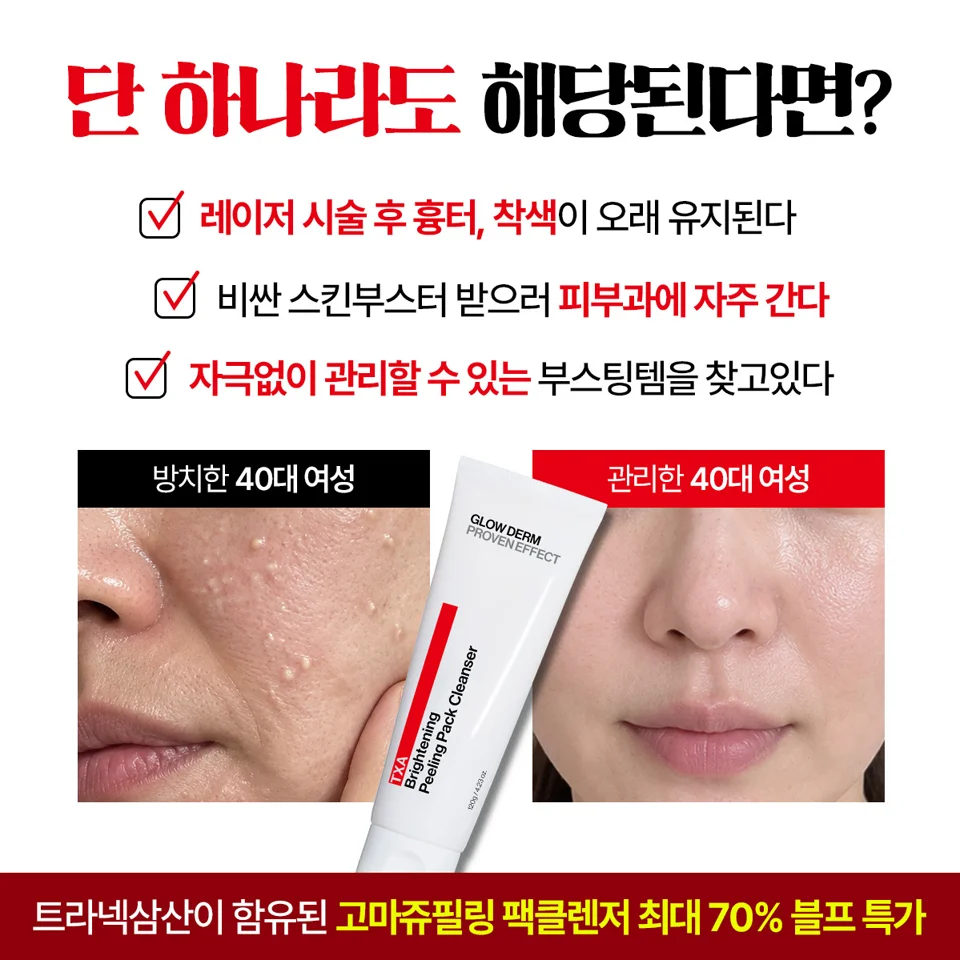 단 하나라도 해당된다면?
레이저 시술 후 흉터, 착색이 오래 유지된다
비싼 스킨부스터 받으러 피부과에 자주 간다
자극없이 관리할 수 있는 부스팅템을 찾고있다
방치한 40대 여성
관리한 40대 여성
GLOW DERM
PROVEN EFFECT
TXA
Brightening
Peeling Pack Cleanser
120g / 4.23 oz.
트라넥삼산이 함유된 고마쥬필링 팩클렌저 최대 70% 블프 특가